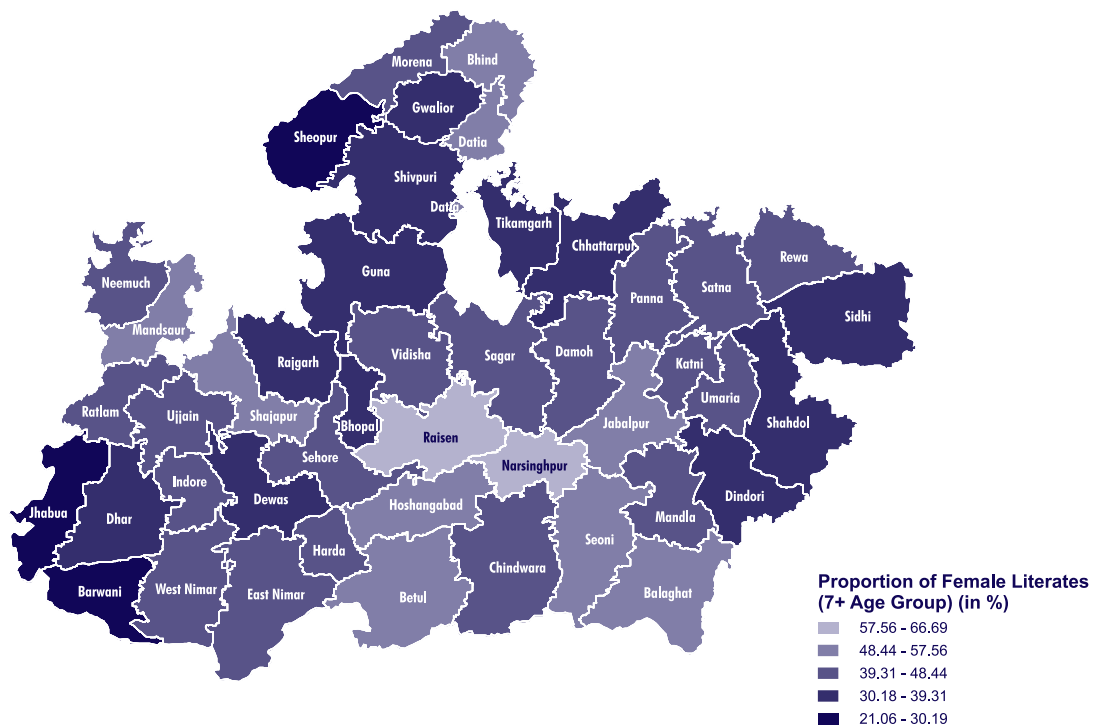 Morena
Bhind
Gwalior
Sheopur
Datia
Shivpuri
Datia
Tikamgarh
Chhattarpur
Guna
Rewa
Neemuch
Panna
Satna
Mandsaur
Sidhi
Rajgarh
Vidisha
Sagar
Damoh
Katni
Umaria
Ratlam
Ujjain
Shajapur
Bhopal
Raisen
Jabalpur
Shahdol
Sehore
Narsinghpur
Indore
Dewas
Hoshangabad
Dindori
Jhabua
Dhar
Mandla
Harda
Seoni
Chindwara
Barwani
West Nimar
East Nimar
Betul
Balaghat
Proportion of Female Literates
(7+ Age Group) (in %)
57.56 - 66.69
48.44 - 57.56
39.31 - 48.44
30.18 - 39.31
21.06 - 30.19